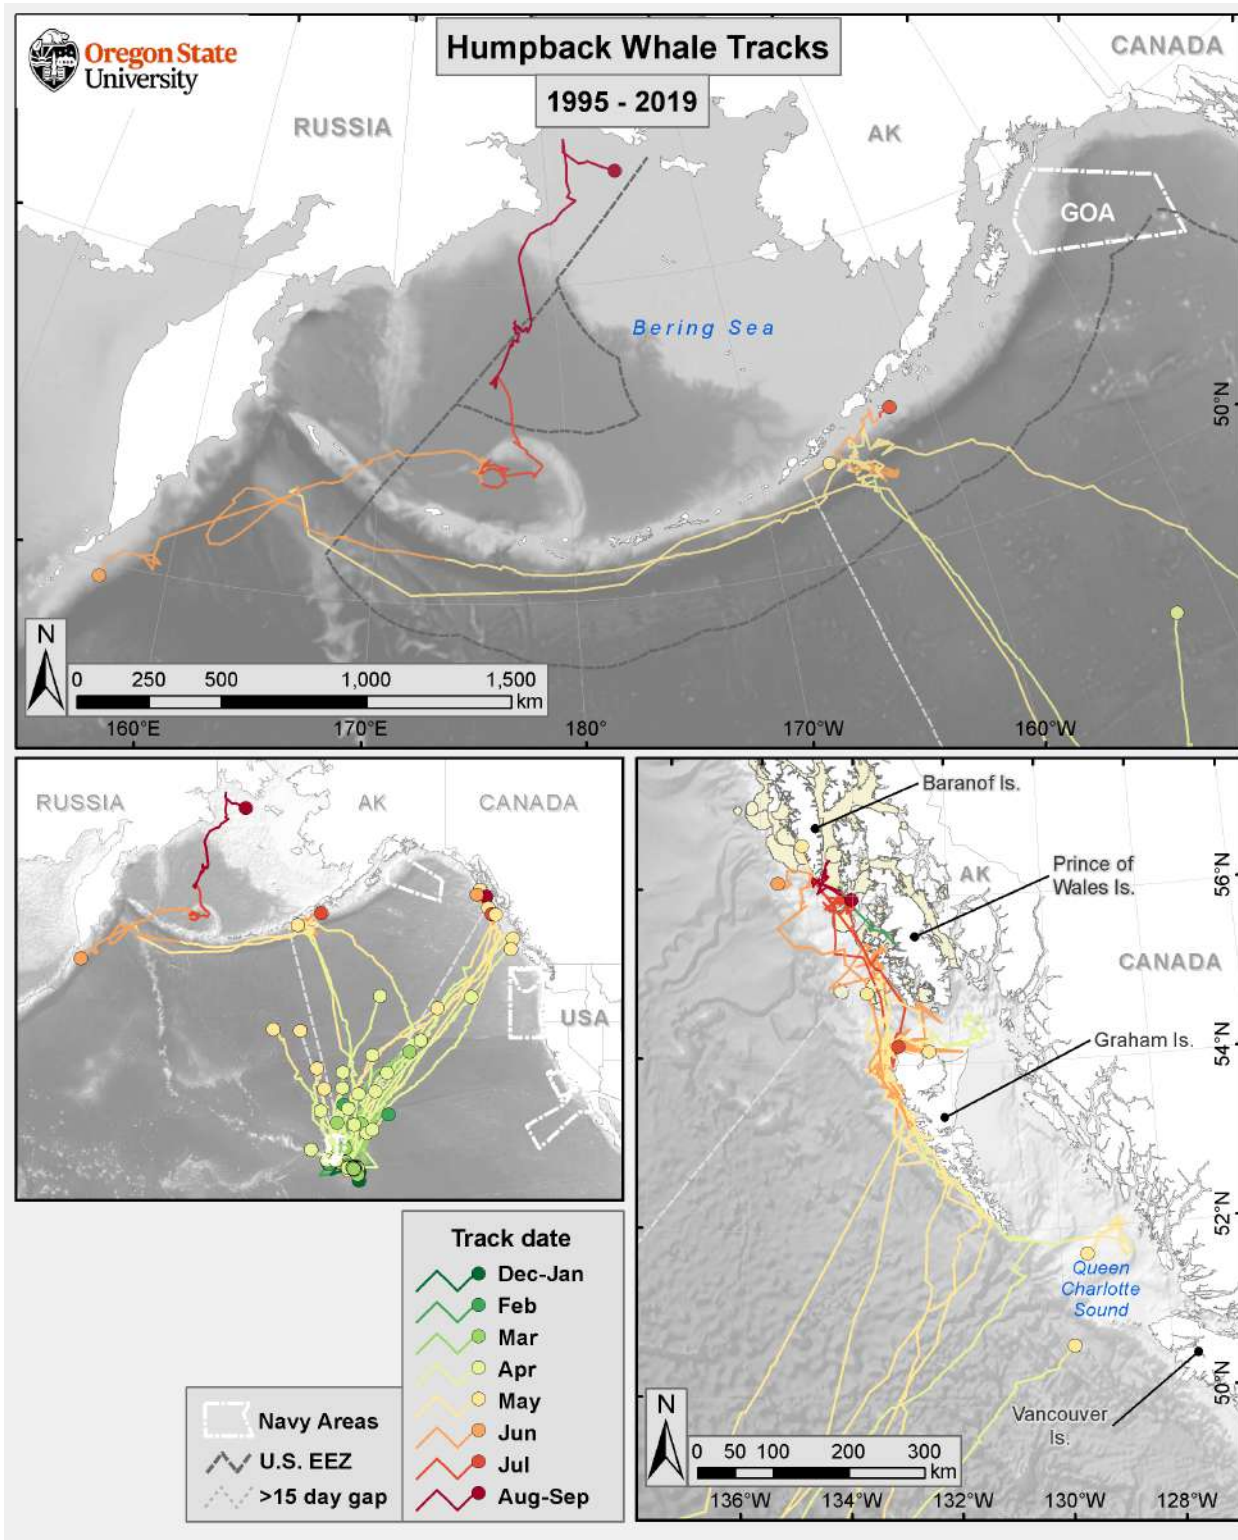 Oregon State
University
Humpback Whale Tracks
1995 - 2019
CANADA
RUSSIA
AK
GOA
Bering Sea
50°N
N
0 250 500 1,000 1,500
km
160°E 170°E 180° 170°W 160°W
RUSSIA AK CANADA
USA
Baranof Is.
Prince of
Wales Is.
AK
CANADA
Graham Is.
Queen
Charlotte
Sound
Vancouver
Is.
56°N
54°N
52°N
50°N
N
0 50 100 200 300
km
136°W 134°W 132°W 130°W 128°W
Track date
Dec-Jan
Feb
Mar
Apr
May
Jun
Jul
Aug-Sep
Navy Areas
U.S. EEZ
>15 day gap